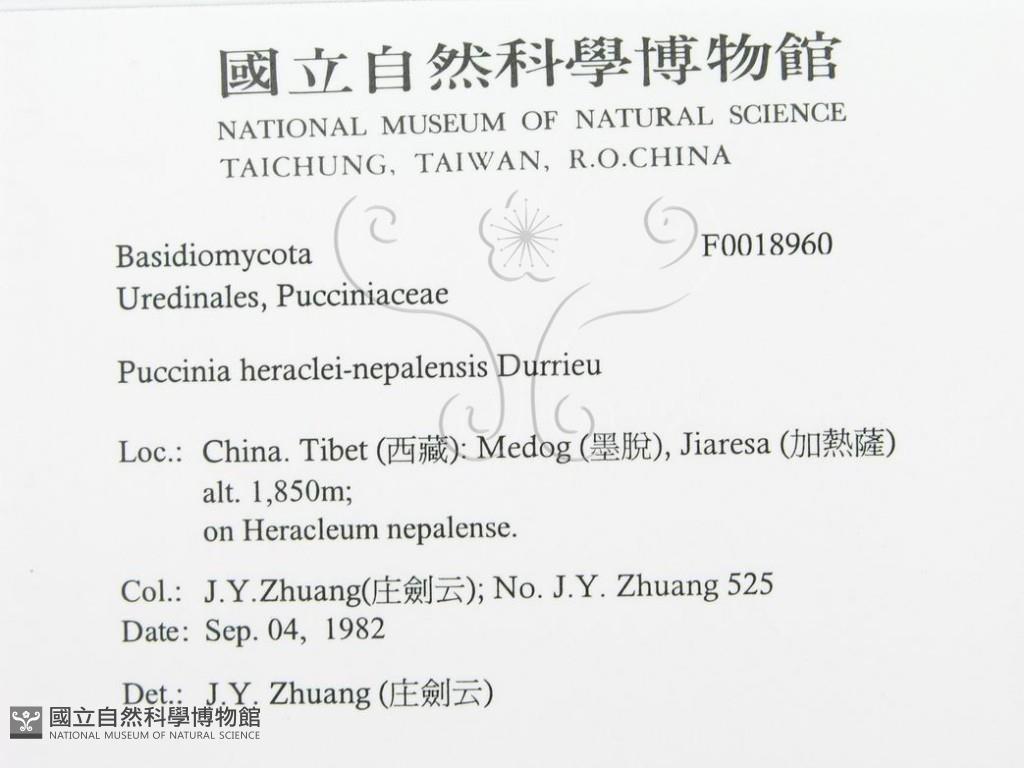 國立自然科學博物館
NATIONAL MUSEUM OF NATURAL SCIENCE
TAICHUNG, TAIWAN, R.O.CHINA
Basidiomycota F0018960
Uredinales, Pucciniaceae
Puccinia heraclei-nepalensis Durrieu
Loc.: China. Tibet (西藏): Medog (墨脫), Jiaresa (加熱薩)
alt. 1,850m;
on Heracleum nepalense.
Col.: J.Y.Zhuang(庄劍云); No. J.Y. Zhuang 525
Date: Sep. 04, 1982
Det.: J.Y. Zhuang (庄劍云)
國立自然科學博物館
NATIONAL MUSEUM OF NATURAL SCIENCE